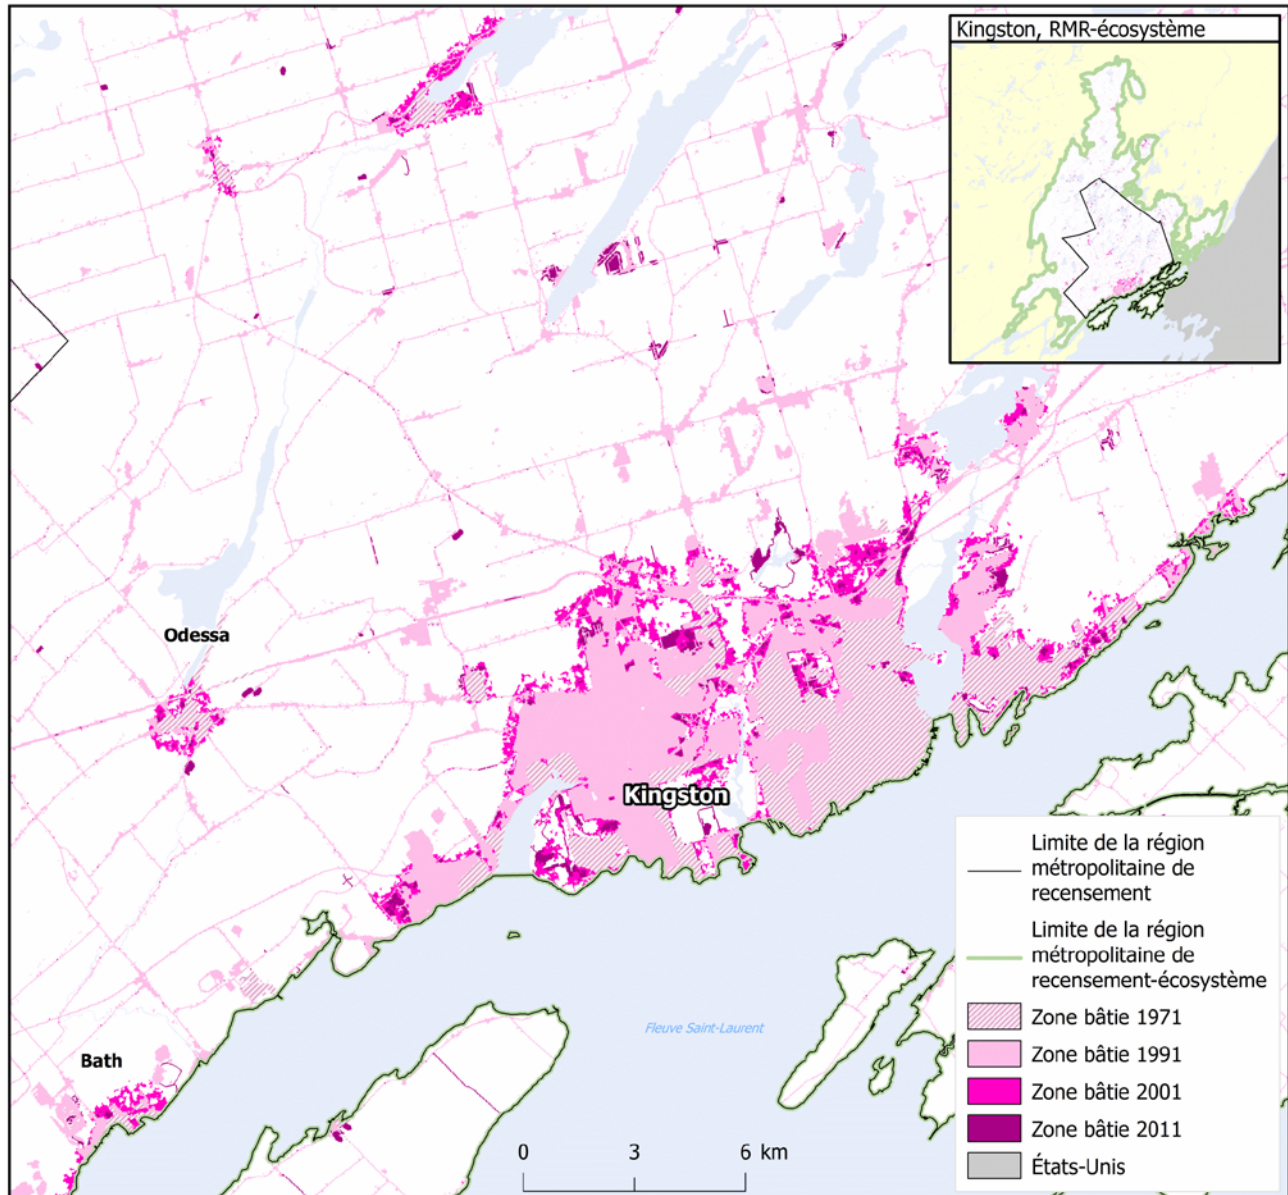 Kingston, RMR-écosystème
Odessa
Kingston
Fleuve Saint-Laurent
Bath
0 3 6 km
Limite de la région
métropolitaine de
recensement
Limite de la région
métropolitaine de
recensement-écosystème
Zone bâtie 1971
Zone bâtie 1991
Zone bâtie 2001
Zone bâtie 2011
États-Unis